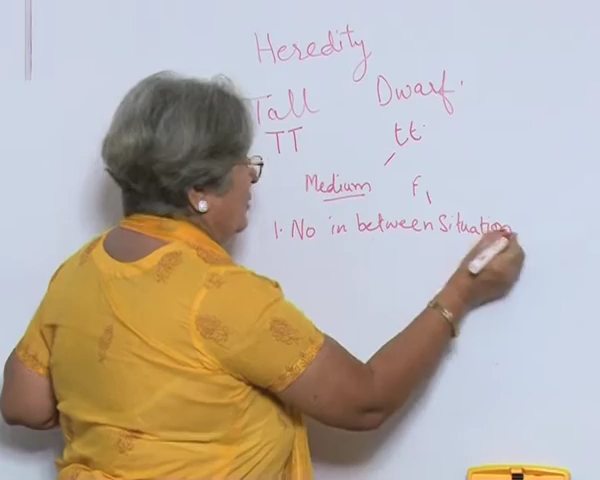 Heredity
Tall Dwarf.
TT tt.
Medium F1
1. No in between Situation